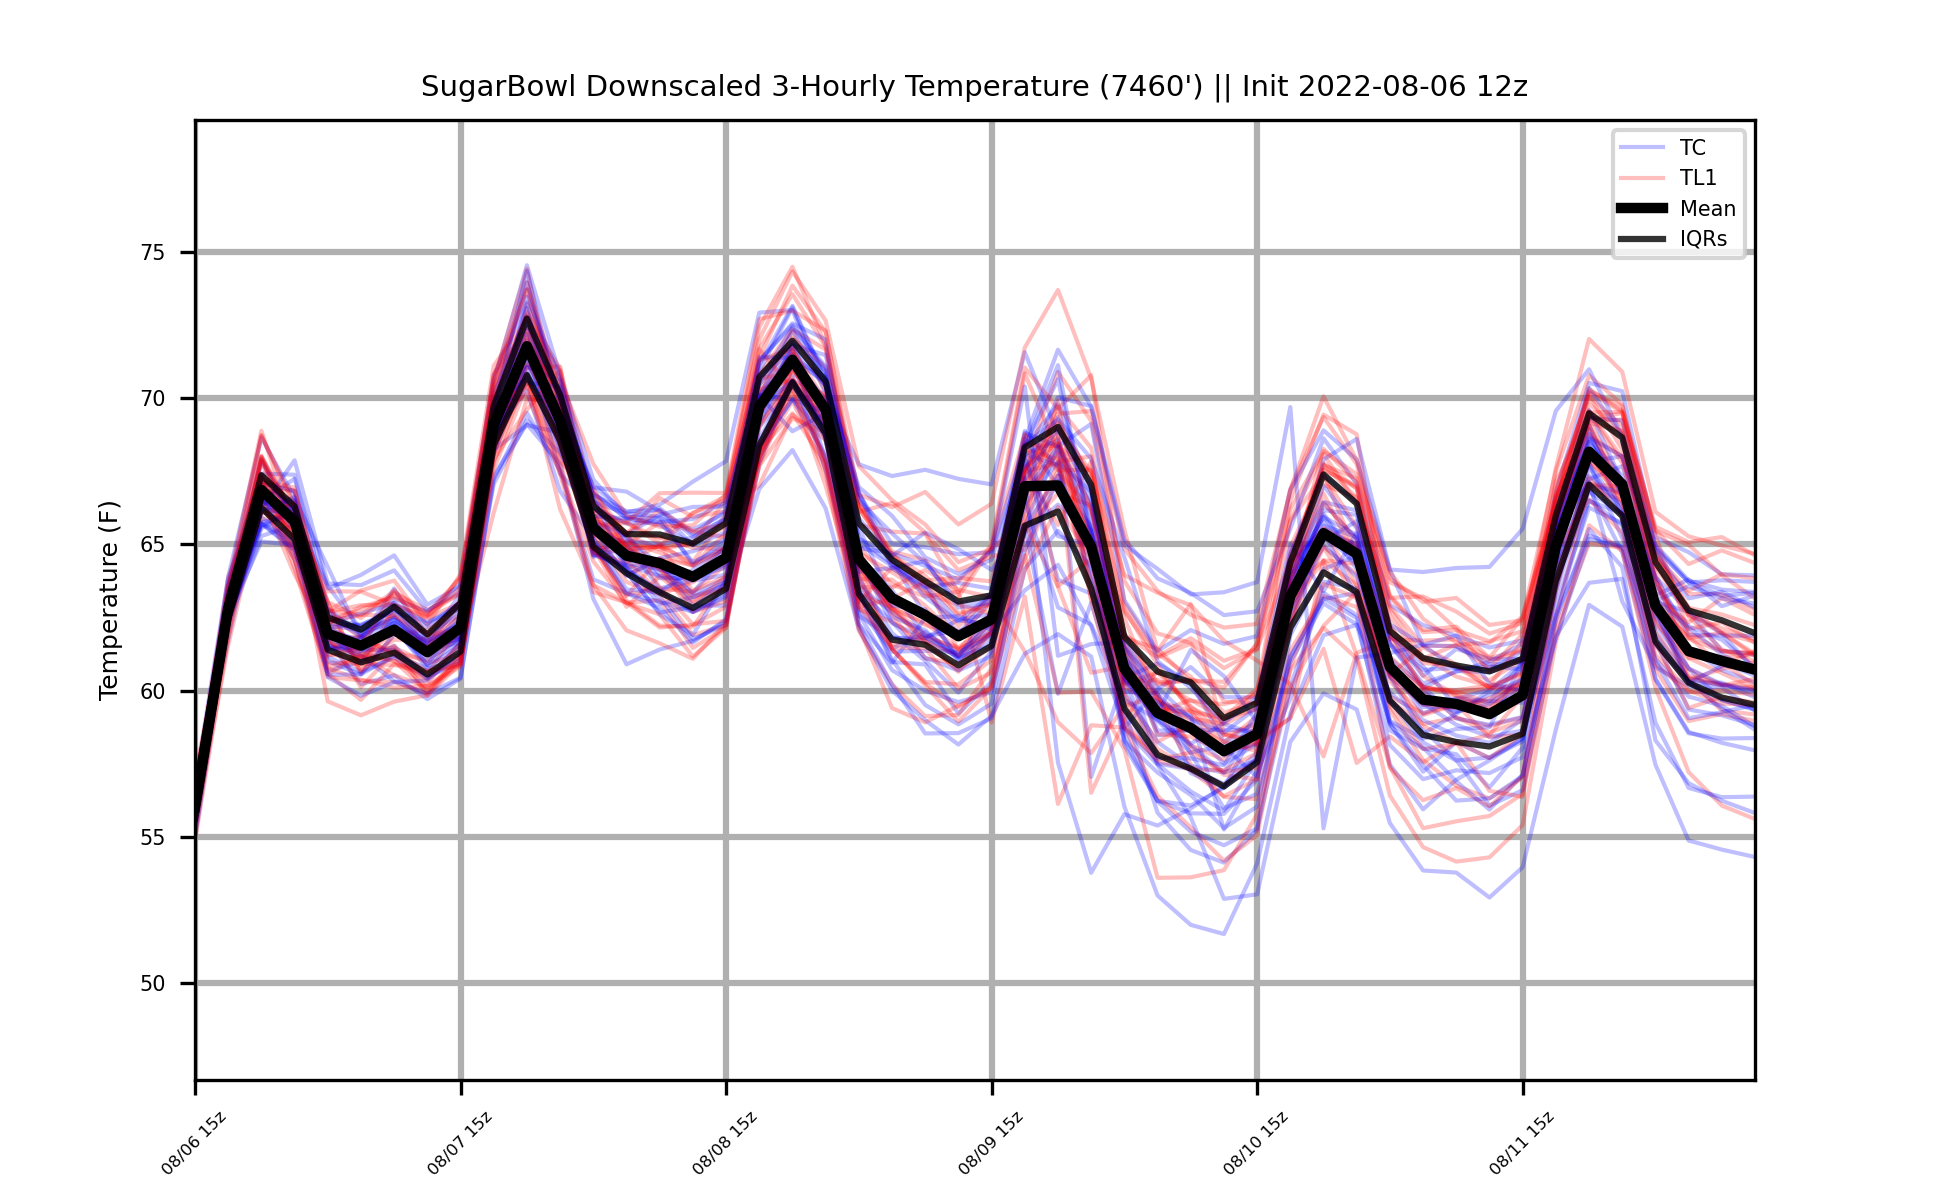 SugarBowl Downscaled 3-Hourly Temperature (7460') || Init 2022-08-06 12z
TC
TL1
Mean
IQRs
Temperature (F)
75
70
65
60
55
50
08/06 15z
08/07 15z
08/08 15z
08/09 15z
08/10 15z
08/11 15z